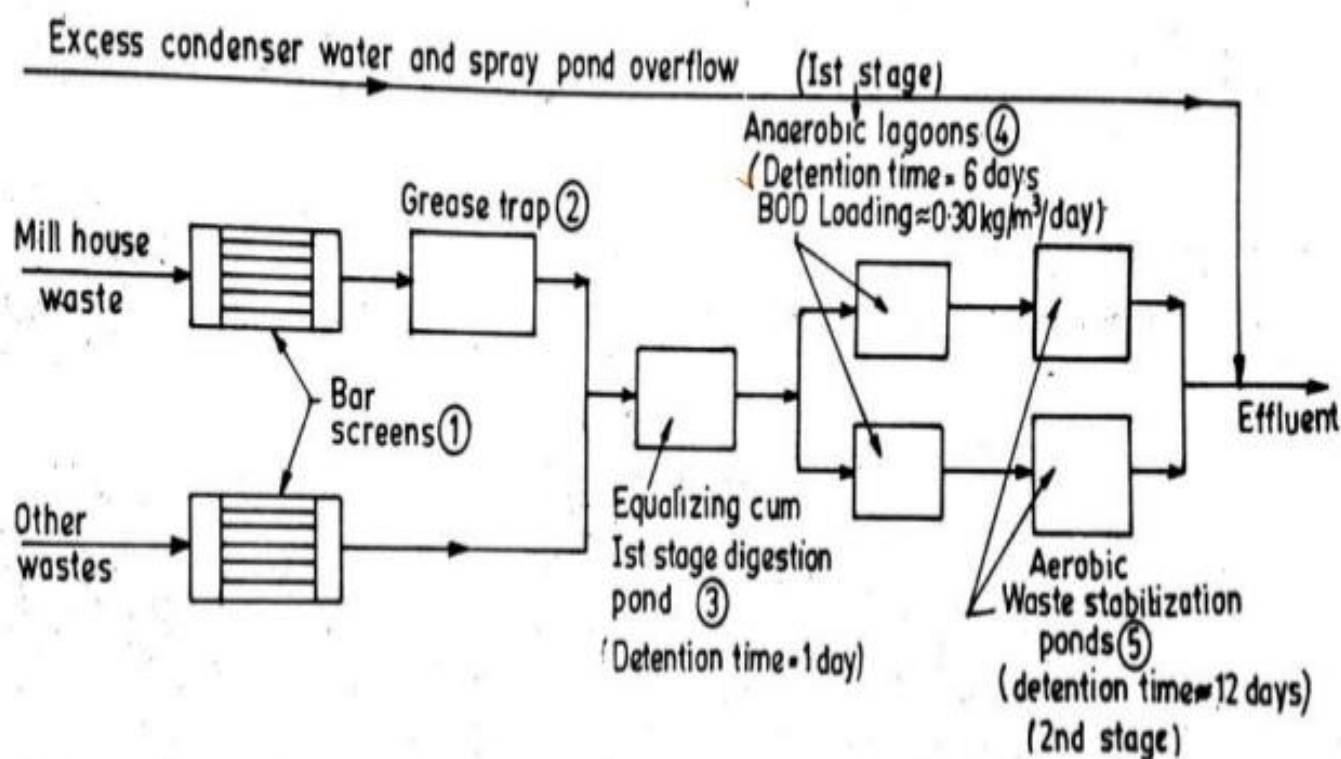 Excess condenser water and spray pond overflow
(Ist stage)
Anaerobic lagoons ④
(Detention time = 6 days
BOD Loading ≈ 0·30 kg/m³/day)
Grease trap ②
Mill house
waste
Bar
screens ①
Other
wastes
Equalizing cum
Ist stage digestion
pond ③
(Detention time = 1 day)
Effluent
Aerobic
Waste stabilization
ponds ⑤
(detention time ≈ 12 days)
(2nd stage)